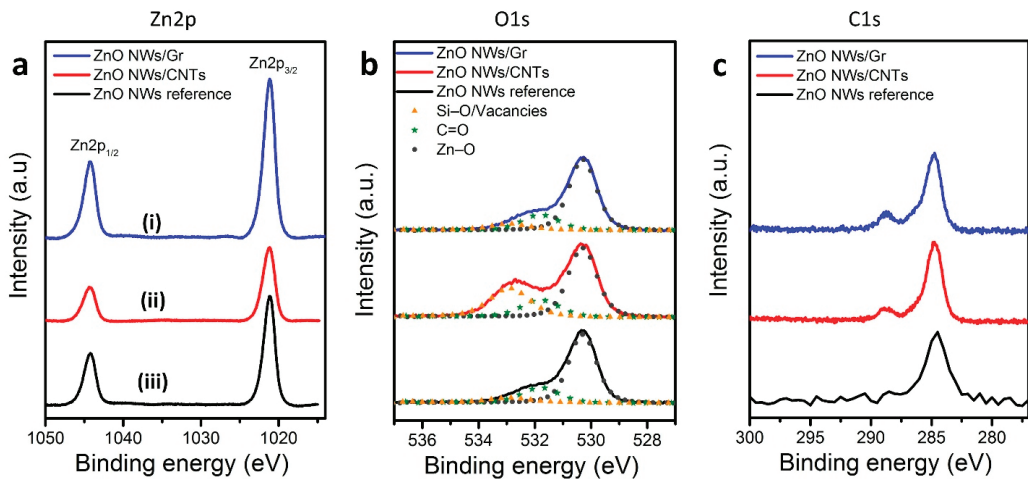 Zn2p
O1s
C1s
a
ZnO NWs/Gr
ZnO NWs/CNTs
ZnO NWs reference
Zn2p3/2
Zn2p1/2
(i)
(ii)
(iii)
Intensity (a.u)
1050
1040
1030
1020
Binding energy (eV)
b
ZnO NWs/Gr
ZnO NWs/CNTs
ZnO NWs reference
Si–O/Vacancies
C=O
Zn–O
Intensity (a.u.)
536
534
532
530
528
Binding energy (eV)
c
ZnO NWs/Gr
ZnO NWs/CNTs
ZnO NWs reference
Intensity (a.u.)
300
295
290
285
280
Binding energy (eV)